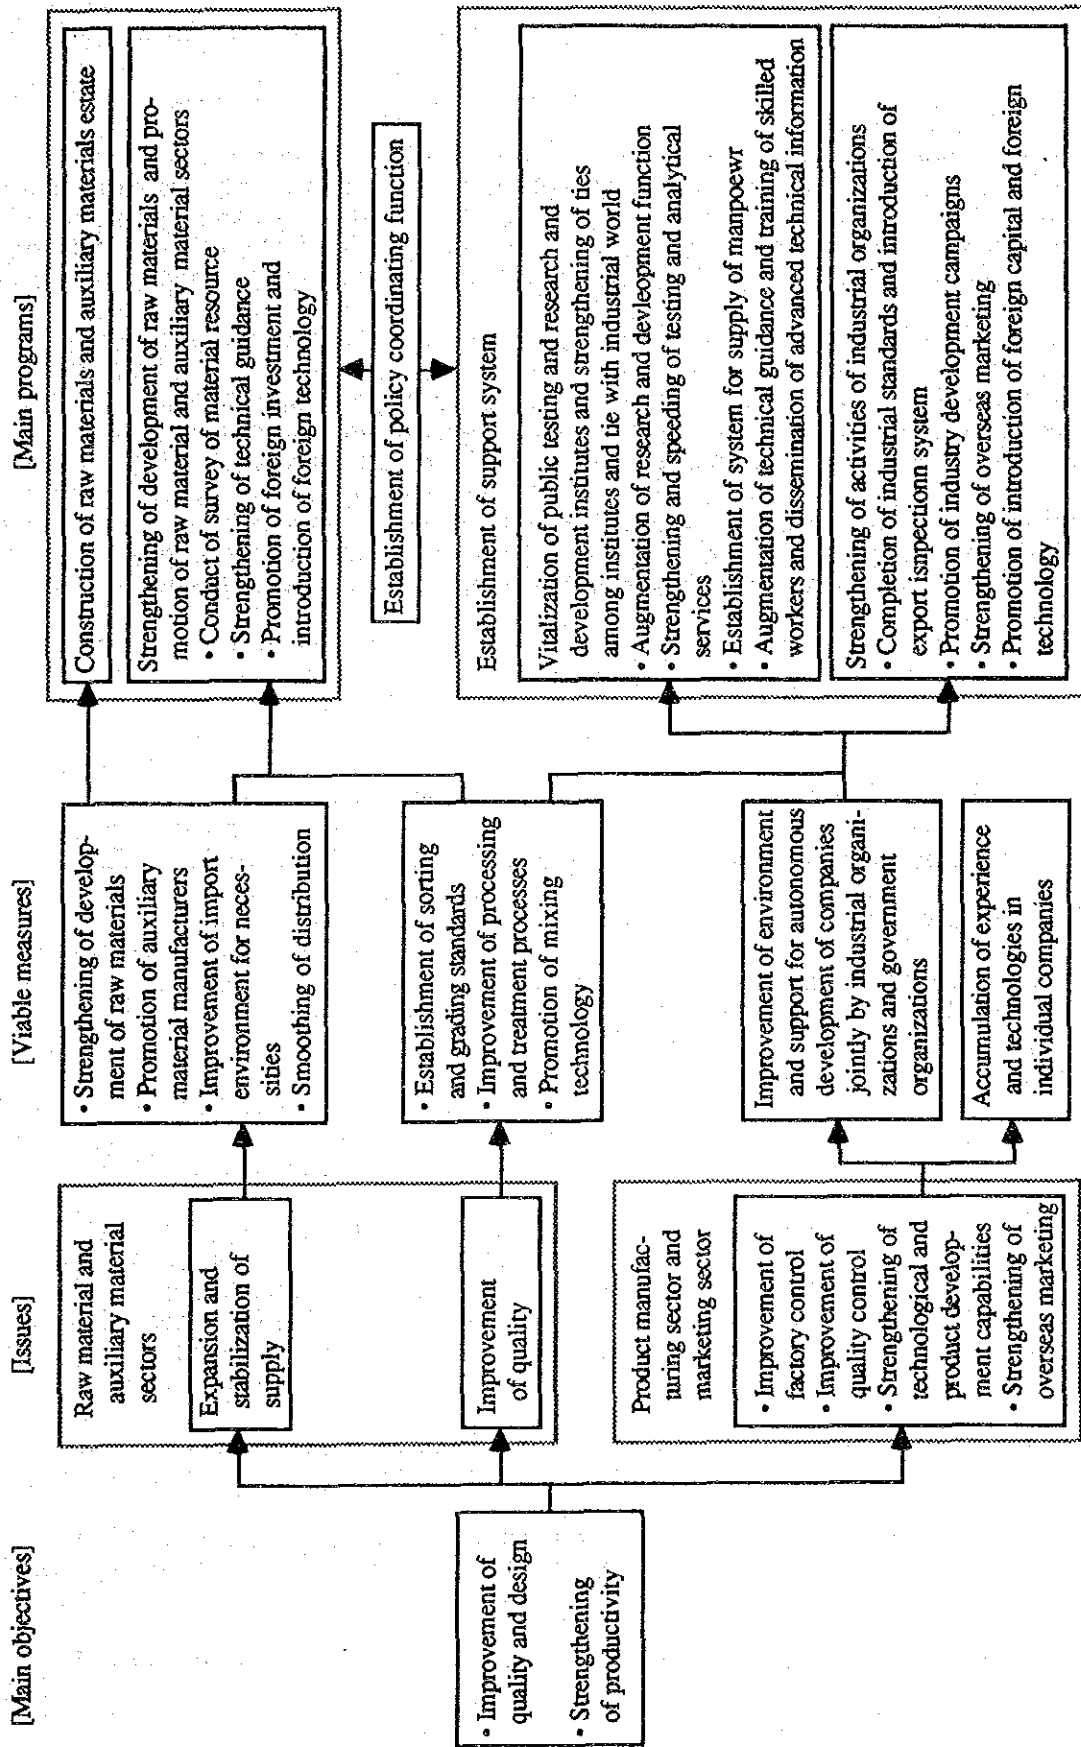 [Main objectives]
• Improvement of
quality and design
• Strengthening
of productivity
[Issues]
Raw material and
auxiliary material
sectors
Expansion and
stabilization of
supply
Improvement
of quality
Product manufac-
turing sector and
marketing sector
• Improvement of
factory control
• Improvement of
quality control
• Strengthening of
technological and
product develop-
ment capabilities
• Strengthening of
overseas marketing
[Viable measures]
• Strengthening of develop-
ment of raw materials
• Promotion of auxiliary
material manufacturers
• Improvement of import
environment for neces-
sities
• Smoothing of distribution
• Establishment of sorting
and grading standards
• Improvement of processing
and treatment processes
• Promotion of mixing
technology
Improvement of environment
and support for autonomous
development of companies
jointly by industrial organi-
zations and government
organizations
Accumulation of experience
and technologies in
individual companies
[Main programs]
Construction of raw materials and auxiliary materials estate
Strengthening of development of raw materials and pro-
motion of raw material and auxiliary material sectors
• Conduct of survey of material resource
• Strengthening of technical guidance
• Promotion of foreign investment and
introduction of foreign technology
Establishment of policy coordinating function
Establishment of support system
Vitalization of public testing and research and
development institutes and strengthening of ties
among institutes and tie with industrial world
• Augmentation of research and devleopment function
• Strengthening and speeding of testing and analytical
services
• Establishment of system for supply of manpoewr
• Augmentation of technical guidance and training of skilled
workers and dissemination of advanced technical information
Strengthening of activities of industrial organizations
• Completion of industrial standards and introduction of
export ispectionn system
• Promotion of industry development campaigns
• Strengthening of overseas marketing
• Promotion of introduction of foreign capital and foreign
technology